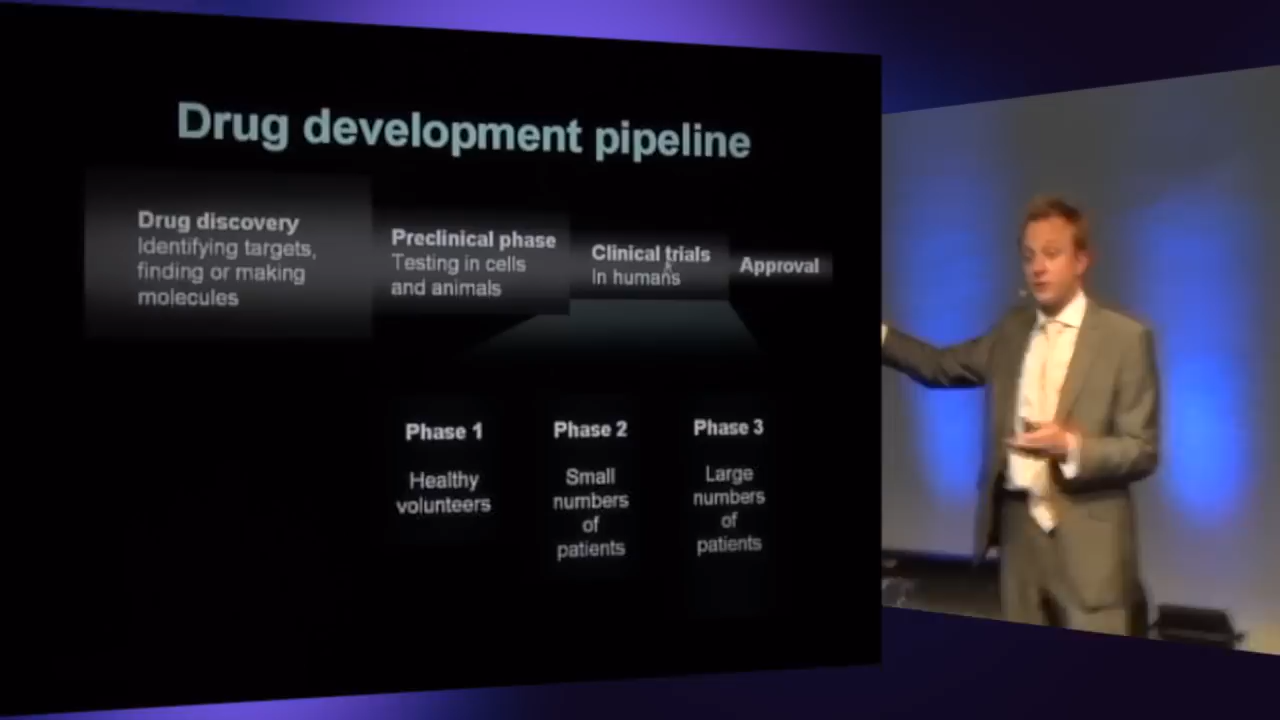 Drug development pipeline
Drug discovery
Identifying targets,
finding or making
molecules
Preclinical phase
Testing in cells
and animals
Clinical trials
In humans
Approval
Phase 1
Healthy
volunteers
Phase 2
Small
numbers
of
patients
Phase 3
Large
numbers
of
patients